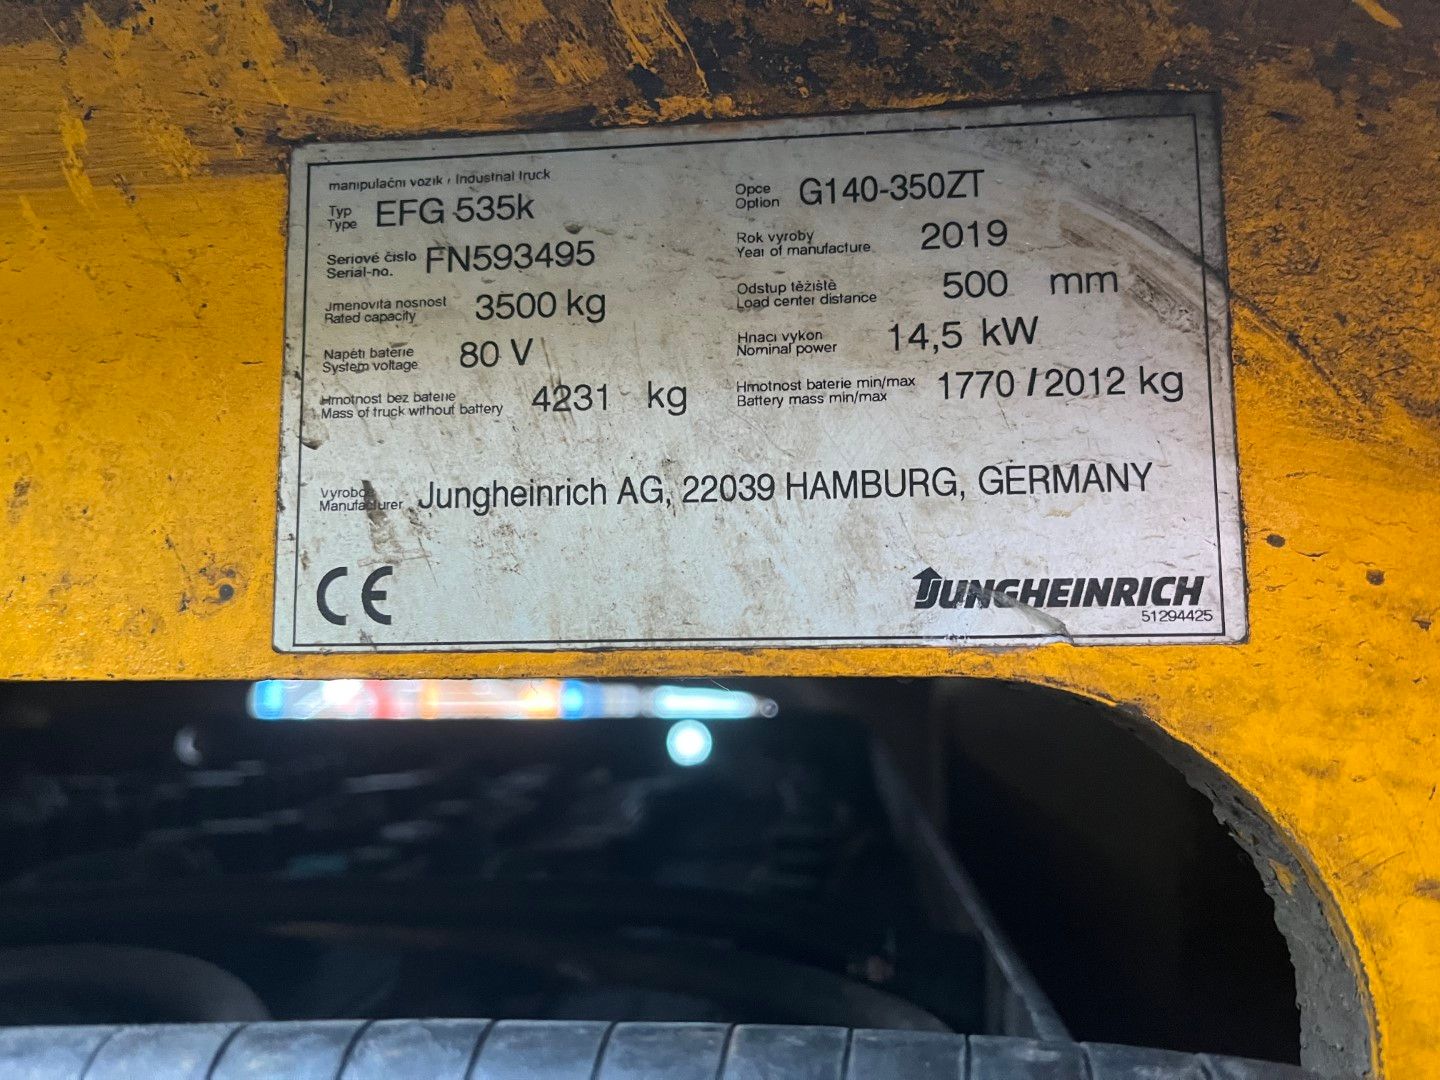 manipulační vozík / Industrial truck
Typ
Type EFG 535k
Opce
Option G140-350ZT
Seriové číslo
Serial-no. FN593495
Rok vyroby
Year of manufacture 2019
Jmenovitá nosnost
Rated capacity 3500 kg
Odstup těžiště
Load center distance 500 mm
Napětí baterie
System voltage 80 V
Hnací vykon
Nominal power 14,5 kW
Hmotnost bez baterie
Mass of truck without battery 4231 kg
Hmotnost baterie min/max
Battery mass min/max 1770 / 2012 kg
Vyrobce
Manufacturer Jungheinrich AG, 22039 HAMBURG, GERMANY
CE
JUNGHEINRICH
51294425